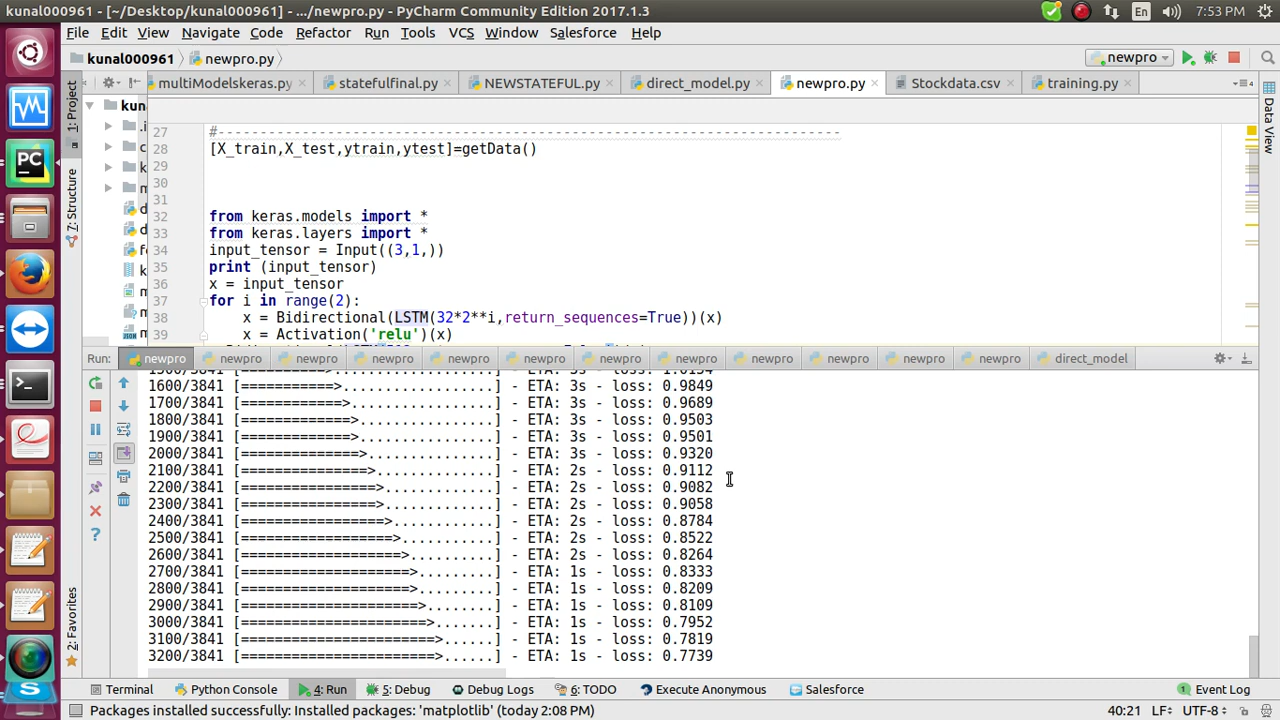 kunal000961 - [~/Desktop/kunal000961] - .../newpro.py - PyCharm Community Edition 2017.1.3
En
7:53 PM
File Edit View Navigate Code Refactor Run Tools VCS Window Salesforce Help
kunal000961 newpro.py
newpro
multiModelskeras.py statefulfinal.py NEWSTATEFUL.py direct_model.py newpro.py Stockdata.csv training.py
1: Project
7: Structure
2: Favorites
Data View
27 #--------------------------------------------------------------------------
28 [X_train,X_test,ytrain,ytest]=getData()
29
30
31
32 from keras.models import *
33 from keras.layers import *
34 input_tensor = Input((3,1,))
35 print (input_tensor)
36 x = input_tensor
37 for i in range(2):
38 x = Bidirectional(LSTM(32*2**i,return_sequences=True))(x)
39 x = Activation('relu')(x)
Run: newpro newpro newpro newpro newpro newpro newpro newpro newpro newpro newpro newpro direct_model
1600/3841 [===========>.................] - ETA: 3s - loss: 0.9849
1700/3841 [============>................] - ETA: 3s - loss: 0.9689
1800/3841 [=============>...............] - ETA: 3s - loss: 0.9503
1900/3841 [=============>...............] - ETA: 3s - loss: 0.9501
2000/3841 [==============>..............] - ETA: 3s - loss: 0.9320
2100/3841 [===============>.............] - ETA: 2s - loss: 0.9112
2200/3841 [================>............] - ETA: 2s - loss: 0.9082
2300/3841 [================>............] - ETA: 2s - loss: 0.9058
2400/3841 [=================>...........] - ETA: 2s - loss: 0.8784
2500/3841 [==================>..........] - ETA: 2s - loss: 0.8522
2600/3841 [===================>.........] - ETA: 2s - loss: 0.8264
2700/3841 [====================>........] - ETA: 1s - loss: 0.8333
2800/3841 [====================>........] - ETA: 1s - loss: 0.8209
2900/3841 [=====================>.......] - ETA: 1s - loss: 0.8109
3000/3841 [======================>......] - ETA: 1s - loss: 0.7952
3100/3841 [=======================>.....] - ETA: 1s - loss: 0.7819
3200/3841 [=======================>.....] - ETA: 1s - loss: 0.7739
Terminal Python Console 4: Run 5: Debug Debug Logs 6: TODO Execute Anonymous Salesforce Event Log
Packages installed successfully: Installed packages: 'matplotlib' (today 2:08 PM) 40:21 LF UTF-8